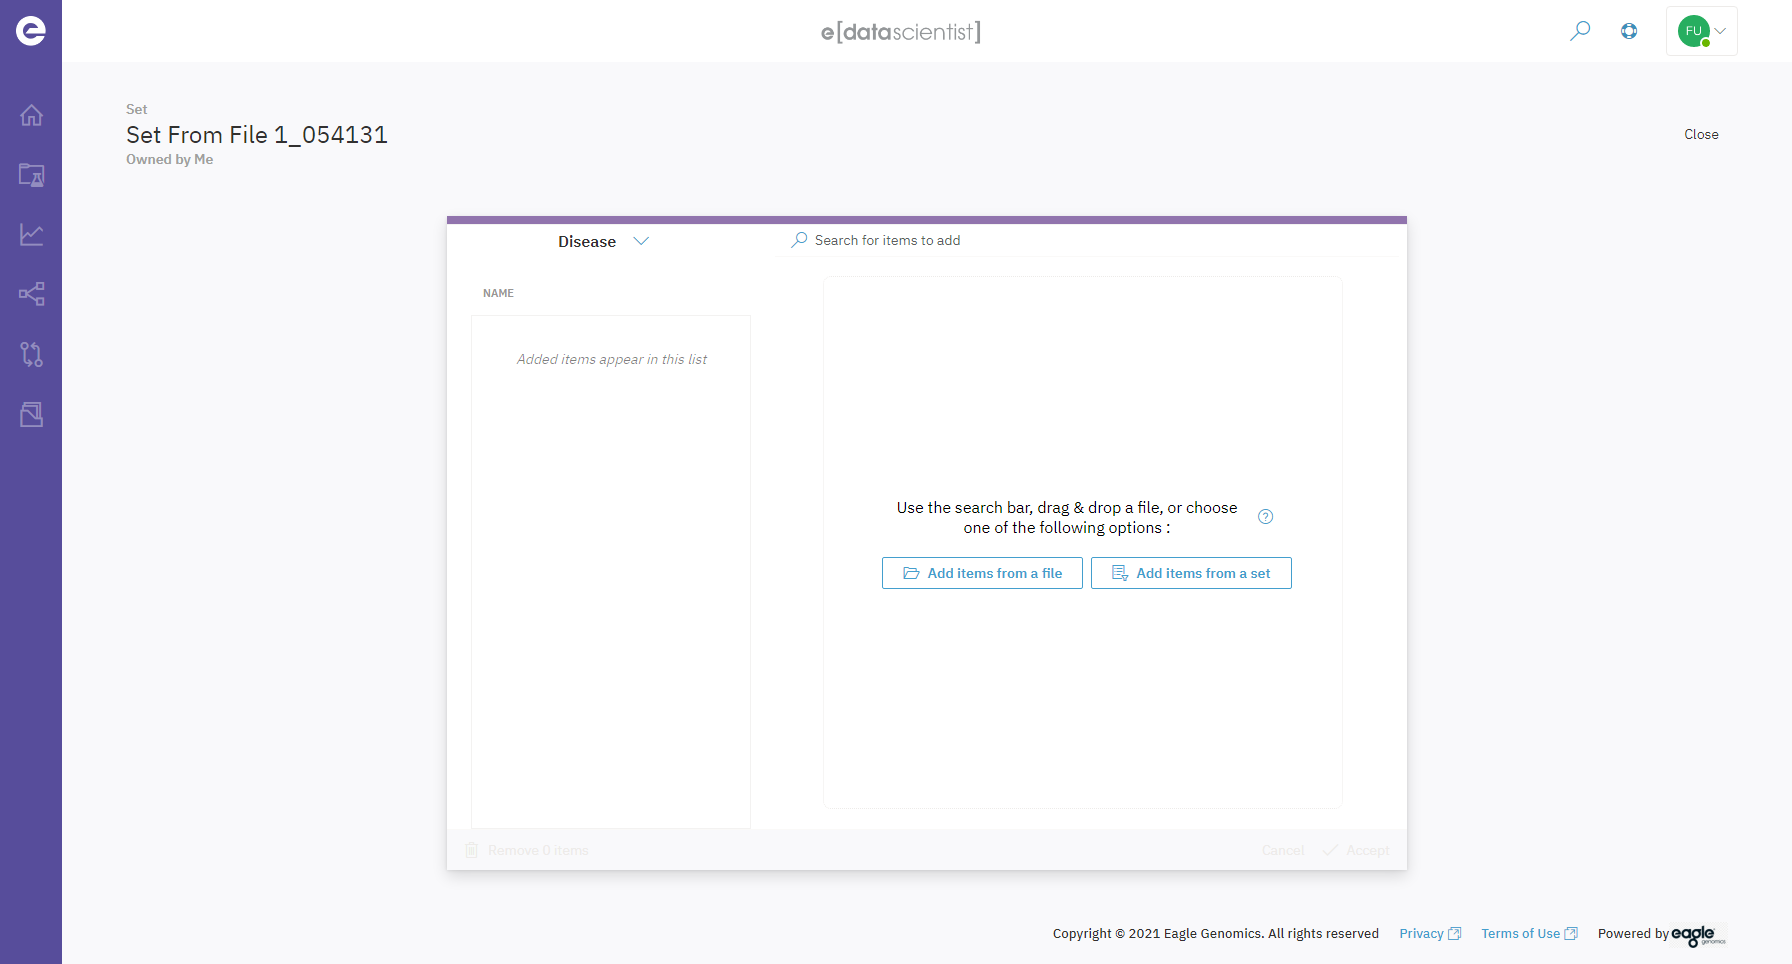 e[datascientist]
FU
Set
Set From File 1_054131
Owned by Me
Close
Disease
Search for items to add
NAME
Added items appear in this list
Use the search bar, drag & drop a file, or choose
one of the following options :
?
Add items from a file
Add items from a set
Remove 0 items
Cancel
Accept
Copyright © 2021 Eagle Genomics. All rights reserved
Privacy
Terms of Use
Powered by eagle genomics